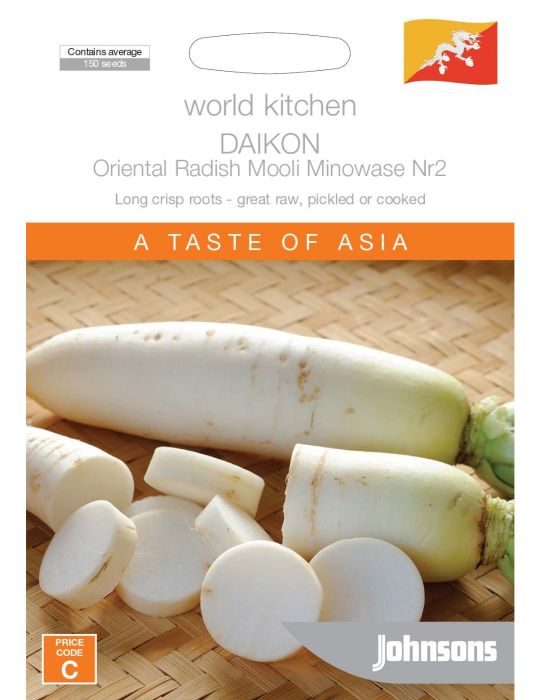 Contains average
150 seeds
world kitchen
DAIKON
Oriental Radish Mooli Minowase Nr2
Long crisp roots - great raw, pickled or cooked
A TASTE OF ASIA
PRICE
CODE
C
Johnsons